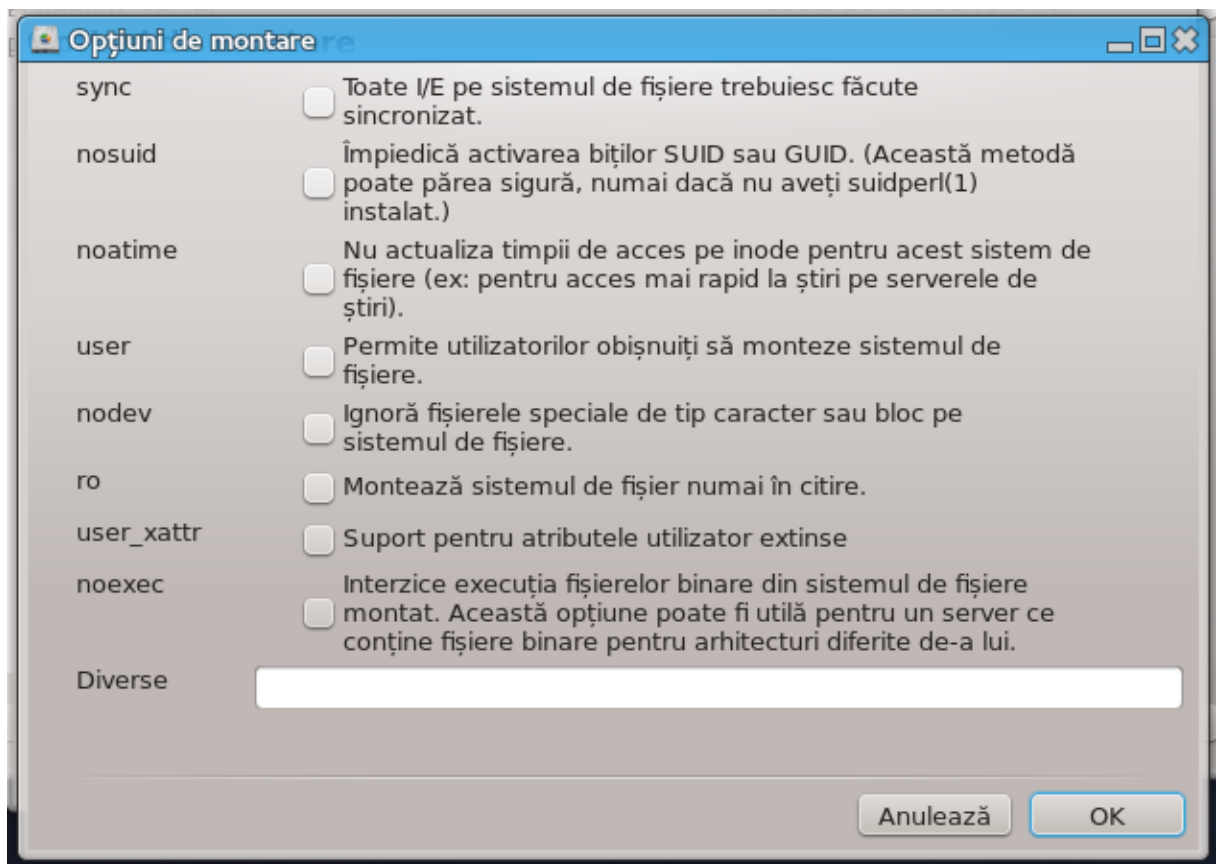 Opțiuni de montare
sync
Toate I/E pe sistemul de fișiere trebuiesc făcute
sincronizat.
nosuid
Împiedică activarea biților SUID sau GUID. (Această metodă
poate părea sigură, numai dacă nu aveți suidperl(1)
instalat.)
noatime
Nu actualiza timpii de acces pe inode pentru acest sistem de
fișiere (ex: pentru acces mai rapid la știri pe serverele de
știri).
user
Permite utilizatorilor obișnuiți să monteze sistemul de
fișiere.
nodev
Ignoră fișierele speciale de tip caracter sau bloc pe
sistemul de fișiere.
ro
Montează sistemul de fișier numai în citire.
user_xattr
Suport pentru atributele utilizator extinse
noexec
Interzice execuția fișierelor binare din sistemul de fișiere
montat. Această opțiune poate fi utilă pentru un server ce
conține fișiere binare pentru arhitecturi diferite de-a lui.
Diverse
Anulează
OK